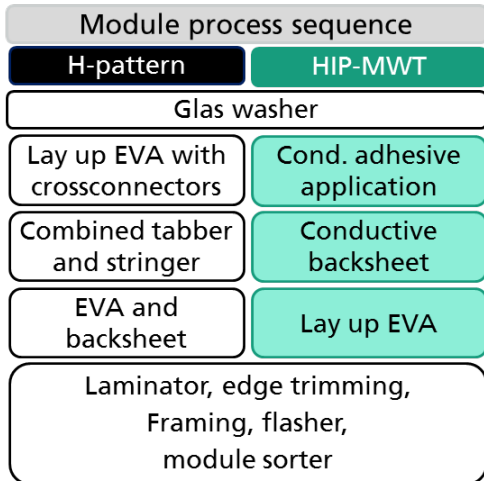 Module process sequence
H-pattern
HIP-MWT
Glas washer
Lay up EVA with
crossconnectors
Cond. adhesive
application
Combined tabber
and stringer
Conductive
backsheet
EVA and
backsheet
Lay up EVA
Laminator, edge trimming,
Framing, flasher,
module sorter